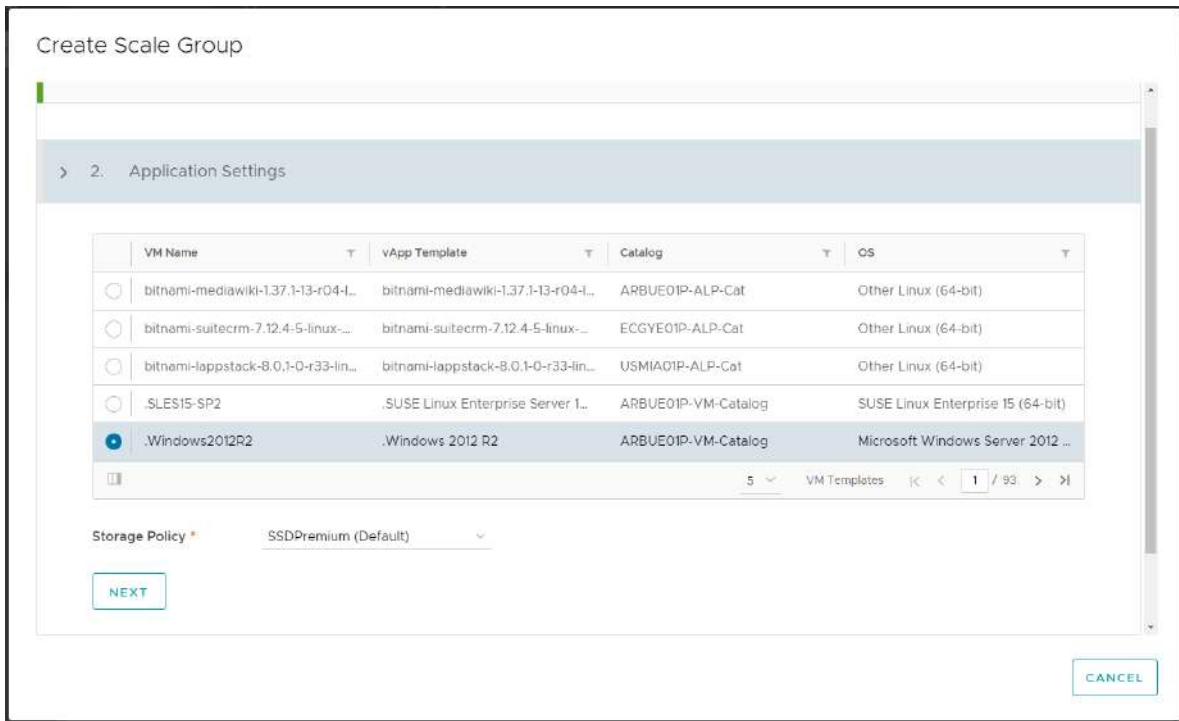 Create Scale Group
2. Application Settings
VM Name vApp Template Catalog OS
bitnami-mediawiki-1.37.1-13-r04-l... bitnami-mediawiki-1.37.1-13-r04-l... ARBUE01P-ALP-Cat Other Linux (64-bit)
bitnami-suitecrm-7.12.4-5-linux-... bitnami-suitecrm-7.12.4-5-linux-... ECGYE01P-ALP-Cat Other Linux (64-bit)
bitnami-lappstack-8.0.1-0-r33-lin... bitnami-lappstack-8.0.1-0-r33-lin... USMIA01P-ALP-Cat Other Linux (64-bit)
.SLES15-SP2 .SUSE Linux Enterprise Server 1... ARBUE01P-VM-Catalog SUSE Linux Enterprise 15 (64-bit)
.Windows2012R2 .Windows 2012 R2 ARBUE01P-VM-Catalog Microsoft Windows Server 2012 ...
5 VM Templates 1 / 93
Storage Policy * SSDPremium (Default)
NEXT
CANCEL